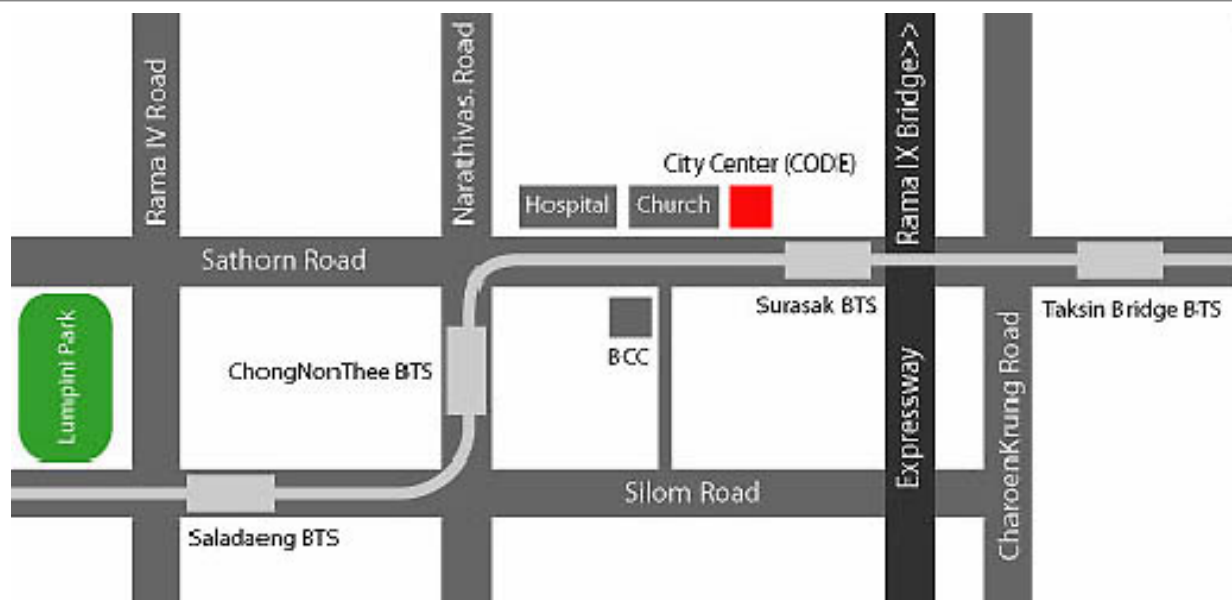 Rama IV Road
Narathivas. Road
Rama IX Bridge>>
City Center (CODE)
Hospital
Church
Sathorn Road
Surasak BTS
Taksin Bridge BTS
Lumpini Park
ChongNonThee BTS
BCC
Expressway
CharoenKrung Road
Silom Road
Saladaeng BTS